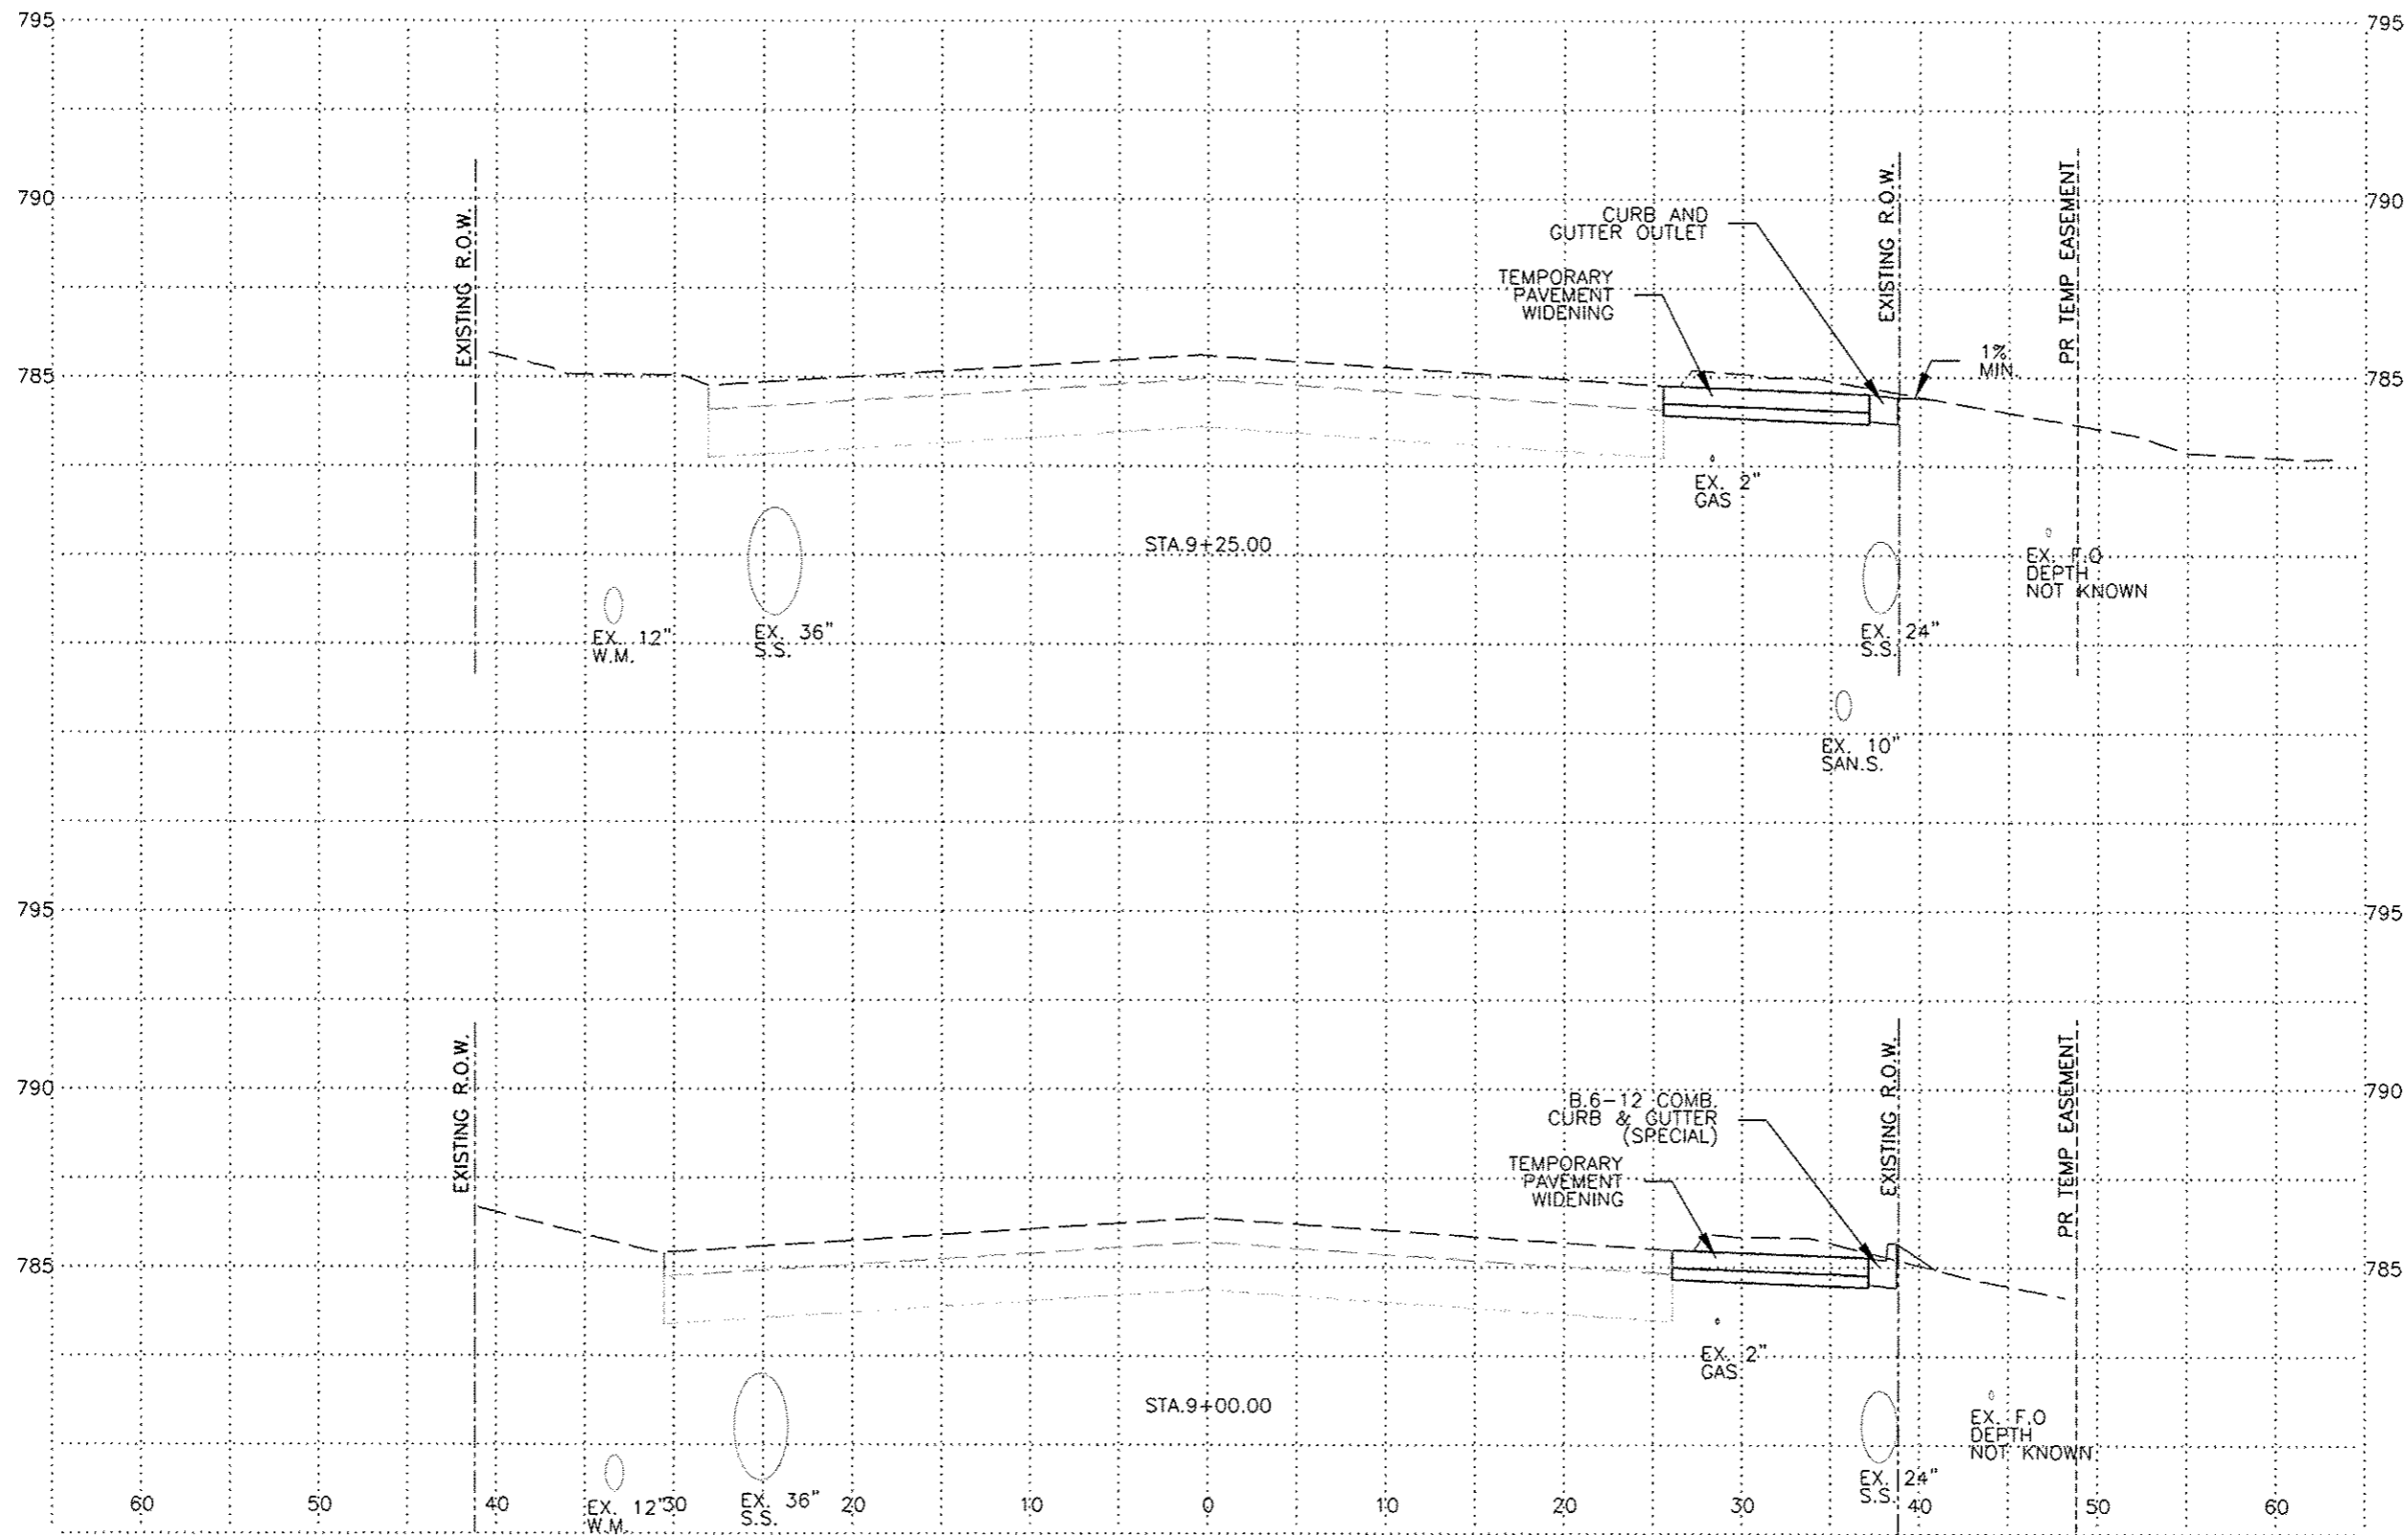 795
795
790
790
EXISTING R.O.W.
CURB AND
GUTTER OUTLET
TEMPORARY
PAVEMENT
WIDENING
EXISTING R.O.W.
PR TEMP EASEMENT
785
785
1%
MIN.
EX. 2"
GAS
STA.9+25.00
EX. F.O
DEPTH
NOT KNOWN
EX. 12"
W.M.
EX. 36"
S.S.
EX. 24"
S.S.
EX. 10"
SAN.S.
795
795
790
790
EXISTING R.O.W.
B.6-12 COMB.
CURB & GUTTER
(SPECIAL)
TEMPORARY
PAVEMENT
WIDENING
EXISTING R.O.W.
PR TEMP EASEMENT
785
785
EX. 2"
GAS
STA.9+00.00
EX. F.O
DEPTH
NOT KNOWN
EX. 12"
W.M.
EX. 36"
S.S.
EX. 24"
S.S.
60 50 40 30 20 10 0 10 20 30 40 50 60